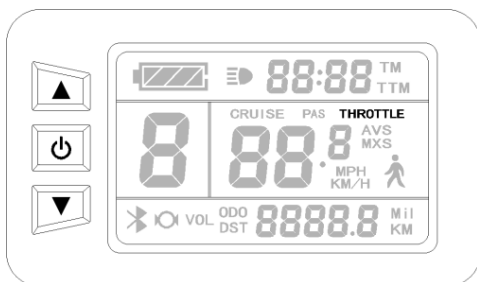 88:88 TM
TTM
CRUISE PAS THROTTLE
8 88.8 AVS
MXS
MPH
KM/H
VOL ODO 8888.8 Mil
DST KM